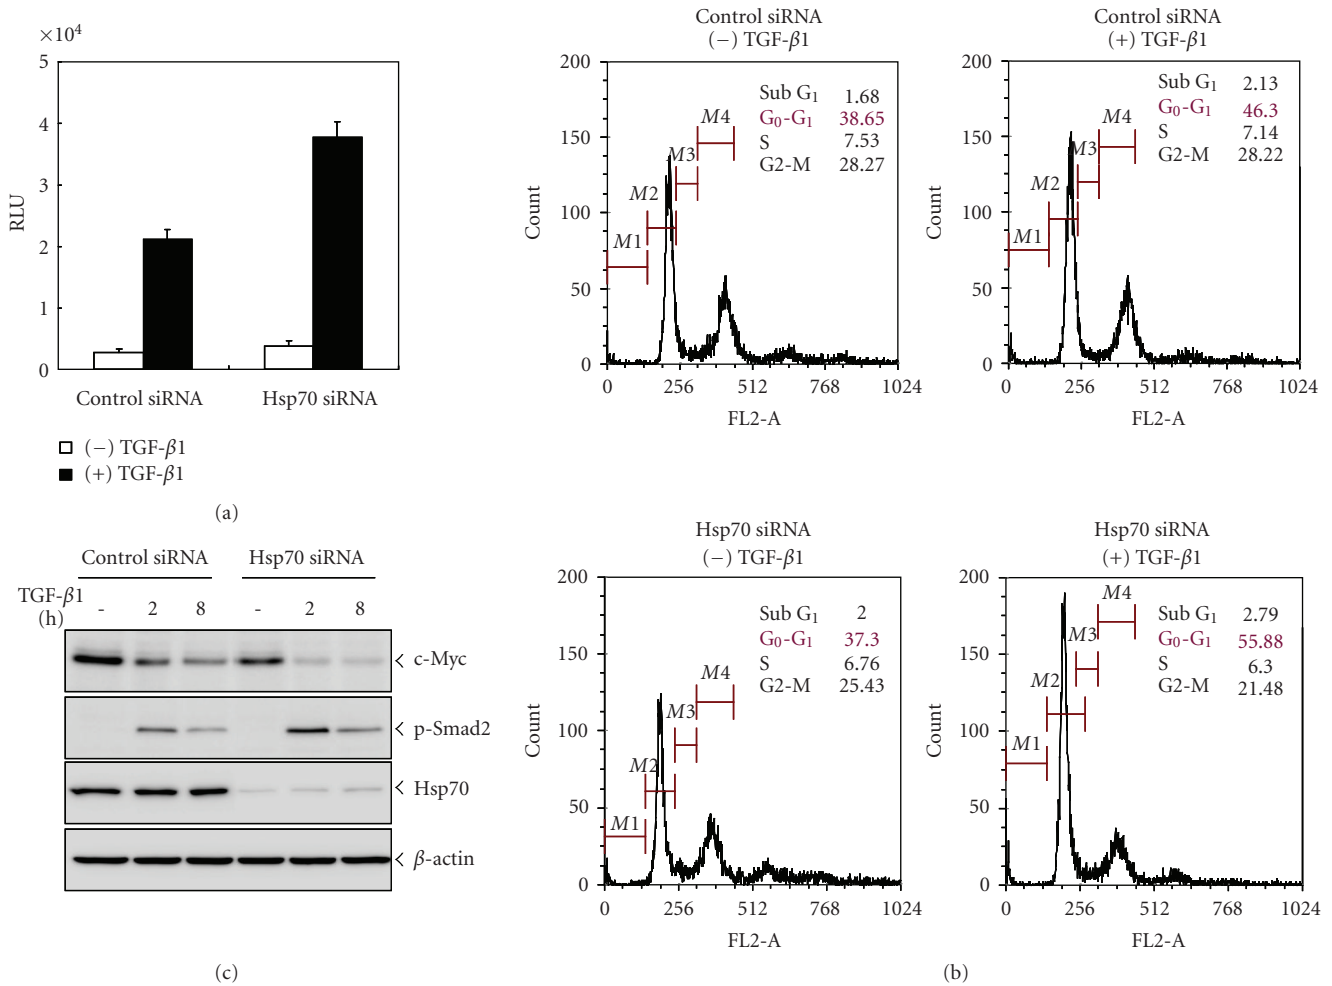 ×10⁴
5
4
3
2
1
0
RLU
Control siRNA
Hsp70 siRNA
(−) TGF-β1
(+) TGF-β1
(a)
Control siRNA
(−) TGF-β1
200
150
100
50
0
Count
M1
M2
M3
M4
Sub G₁ 1.68
G₀-G₁ 38.65
S 7.53
G2-M 28.27
0 256 512 768 1024
FL2-A
Control siRNA
(+) TGF-β1
200
150
100
50
0
Count
M1
M2
M3
M4
Sub G₁ 2.13
G₀-G₁ 46.3
S 7.14
G2-M 28.22
0 256 512 768 1024
FL2-A
Hsp70 siRNA
(−) TGF-β1
200
150
100
50
0
Count
M1
M2
M3
M4
Sub G₁ 2
G₀-G₁ 37.3
S 6.76
G2-M 25.43
0 256 512 768 1024
FL2-A
Hsp70 siRNA
(+) TGF-β1
200
150
100
50
0
Count
M1
M2
M3
M4
Sub G₁ 2.79
G₀-G₁ 55.88
S 6.3
G2-M 21.48
0 256 512 768 1024
FL2-A
(b)
Control siRNA Hsp70 siRNA
TGF-β1
(h)
- 2 8 - 2 8
c-Myc
p-Smad2
Hsp70
β-actin
(c)